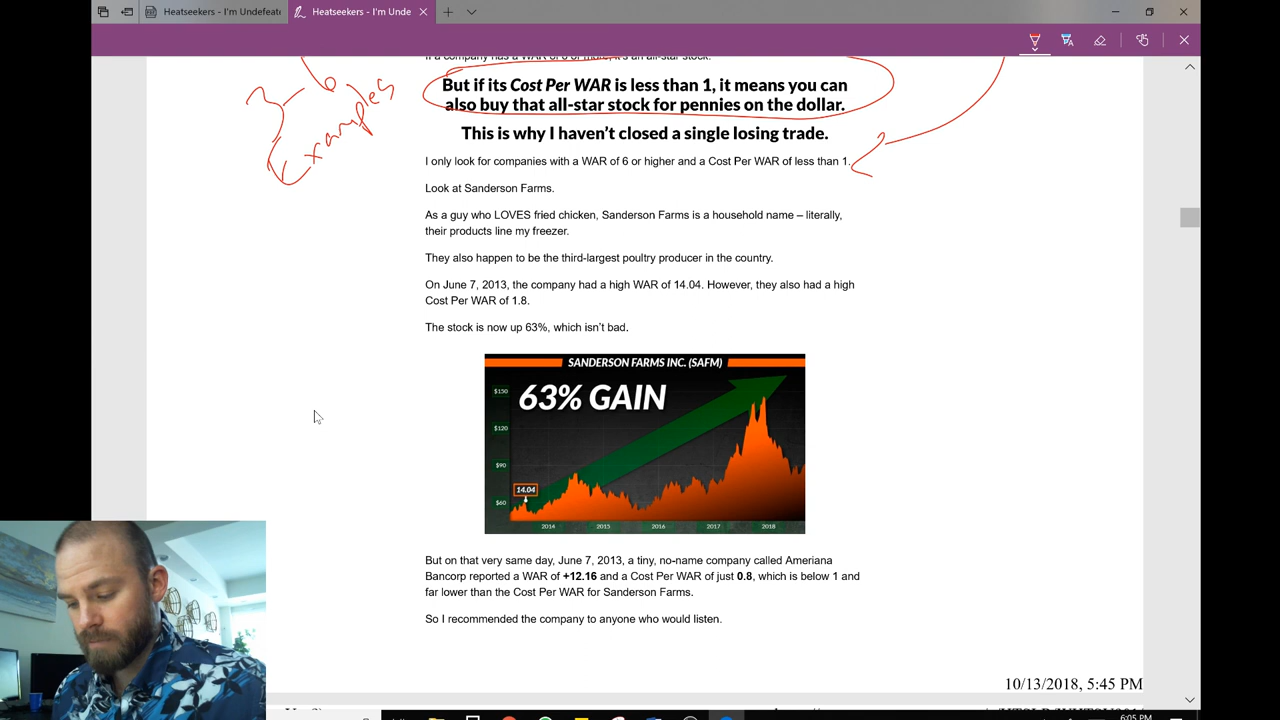 Heatseekers - I'm Undefeate
Heatseekers - I'm Unde
But if its Cost Per WAR is less than 1, it means you can
also buy that all-star stock for pennies on the dollar.
3-6
Examples
This is why I haven't closed a single losing trade.
I only look for companies with a WAR of 6 or higher and a Cost Per WAR of less than 1.
Look at Sanderson Farms.
As a guy who LOVES fried chicken, Sanderson Farms is a household name – literally,
their products line my freezer.
They also happen to be the third-largest poultry producer in the country.
On June 7, 2013, the company had a high WAR of 14.04. However, they also had a high
Cost Per WAR of 1.8.
The stock is now up 63%, which isn't bad.
SANDERSON FARMS INC. (SAFM)
63% GAIN
$150
$120
$90
$60
14.04
2014 2015 2016 2017 2018
But on that very same day, June 7, 2013, a tiny, no-name company called Ameriana
Bancorp reported a WAR of +12.16 and a Cost Per WAR of just 0.8, which is below 1 and
far lower than the Cost Per WAR for Sanderson Farms.
So I recommended the company to anyone who would listen.
10/13/2018, 5:45 PM
6:05 PM